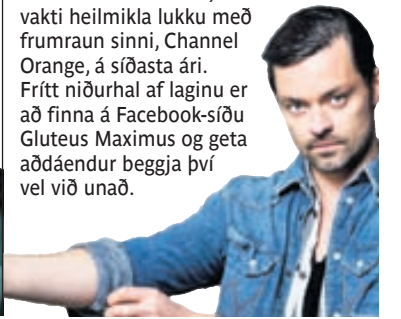 vakti heilmikla lukku með
frumraun sinni, Channel
Orange, á síðasta ári.
Frítt niðurhal af laginu er
að finna á Facebook-síðu
Gluteus Maximus og geta
aðdáendur beggja því
vel við unað.